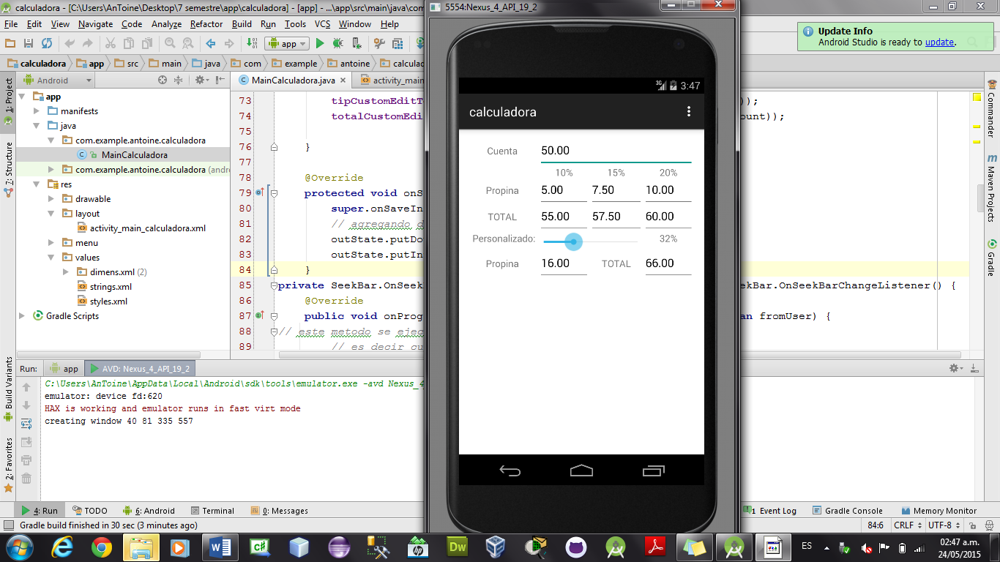 calculadora - [C:\Users\AnToine\Desktop\7 semestre\app\calculadora] - [app] - ...\app\src\main\java\com
File Edit View Navigate Code Analyze Refactor Build Run Tools VCS Window Help
app
calculadora app src main java com example antoine
Android
MainCalculadora.java
1: Project
7: Structure
Build Variants
2: Favorites
app
manifests
java
com.example.antoine.calculadora
MainCalculadora
com.example.antoine.calculadora
res
drawable
layout
activity_main_calculadora.xml
menu
values
dimens.xml (2)
strings.xml
styles.xml
Gradle Scripts
73 tipCustomEditT ));
74 totalCustomEdi ount));
75
76 }
77
78 @Override
79 protected void onS
80 super.onSaveIn
81 // agregando d
82 outState.putDo
83 outState.putIn
84 }
85 private SeekBar.OnSeek ekBar.OnSeekBarChangeListener() {
86 @Override
87 public void onProg an fromUser) {
88 // este metodo se ejec
89 // es decir cu
Update Info
Android Studio is ready to update.
Commander
Maven Projects
Gradle
5554:Nexus_4_API_19_2
3G 3:47
calculadora
Cuenta 50.00
10% 15% 20%
Propina 5.00 7.50 10.00
TOTAL 55.00 57.50 60.00
Personalizado: 32%
Propina 16.00 TOTAL 66.00
Run: app AVD: Nexus_4_API_19_2
C:\Users\AnToine\AppData\Local\Android\sdk\tools\emulator.exe -avd Nexus_4
emulator: device fd:620
HAX is working and emulator runs in fast virt mode
creating window 40 81 335 557
4: Run TODO 6: Android Terminal 0: Messages
1 Event Log Gradle Console Memory Monitor
Gradle build finished in 30 sec (3 minutes ago)
84:6 CRLF UTF-8
ES
02:47 a.m.
24/05/2015